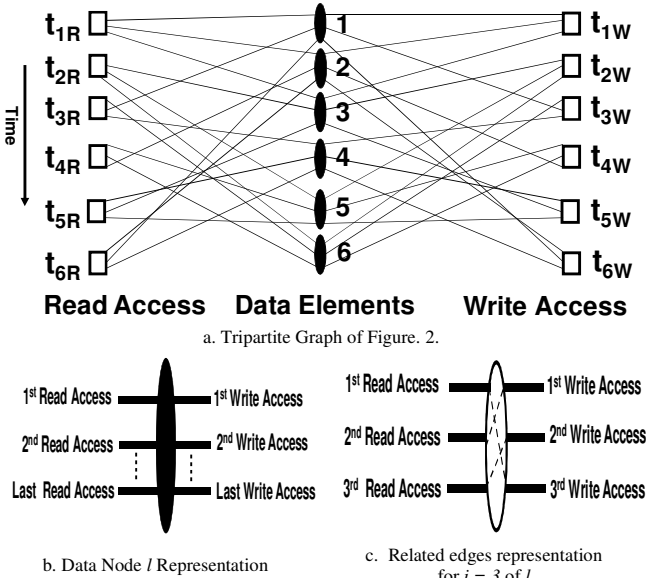 t1R 1 t1W
t2R 2 t2W
t3R 3 t3W
Time
t4R 4 t4W
t5R 5 t5W
t6R 6 t6W
Read Access Data Elements Write Access
a. Tripartite Graph of Figure. 2.
1st Read Access 1st Write Access
2nd Read Access 2nd Write Access
Last Read Access Last Write Access
b. Data Node l Representation
1st Read Access 1st Write Access
2nd Read Access 2nd Write Access
3rd Read Access 3rd Write Access
c. Related edges representation
for i = 3 of l